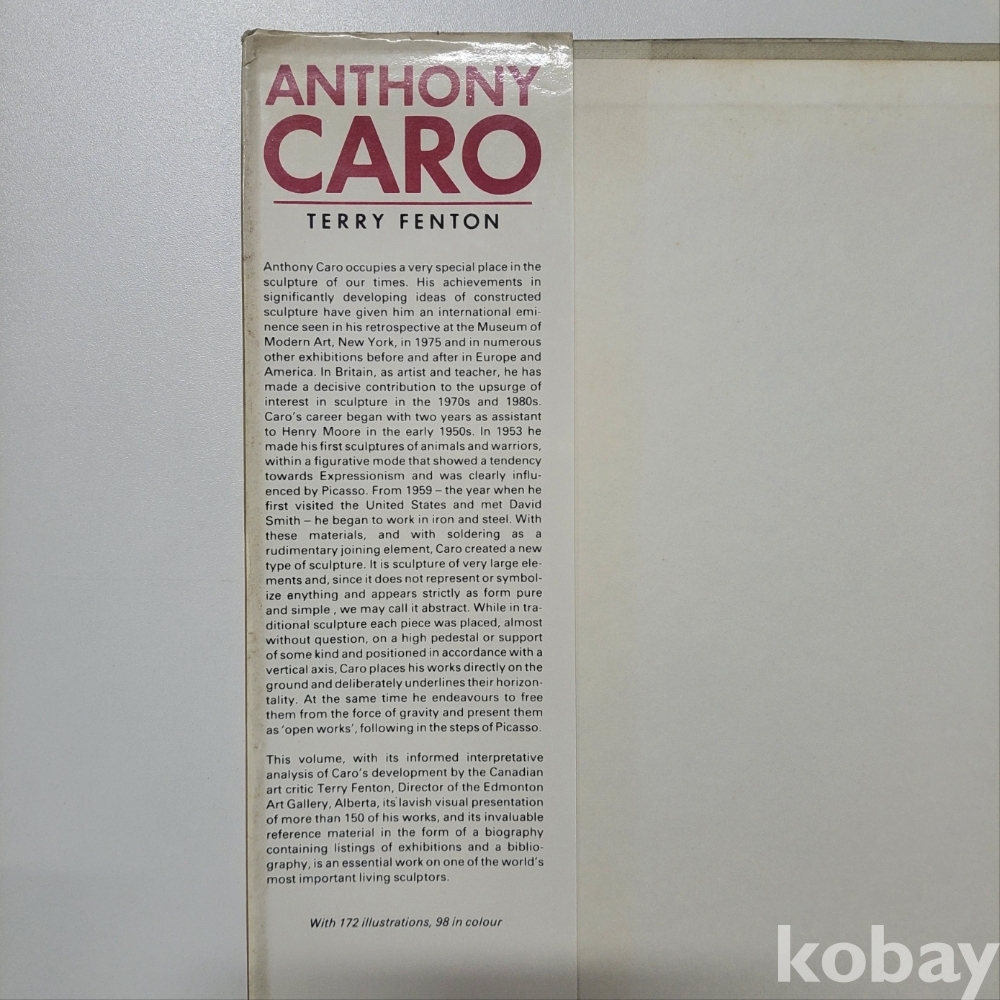 ANTHONY
CARO
TERRY FENTON
Anthony Caro occupies a very special place in the
sculpture of our times. His achievements in
significantly developing ideas of constructed
sculpture have given him an international emi-
nence seen in his retrospective at the Museum of
Modern Art, New York, in 1975 and in numerous
other exhibitions before and after in Europe and
America. In Britain, as artist and teacher, he has
made a decisive contribution to the upsurge of
interest in sculpture in the 1970s and 1980s.
Caro's career began with two years as assistant
to Henry Moore in the early 1950s. In 1953 he
made his first sculptures of animals and warriors,
within a figurative mode that showed a tendency
towards Expressionism and was clearly influ-
enced by Picasso. From 1959 – the year when he
first visited the United States and met David
Smith – he began to work in iron and steel. With
these materials, and with soldering as a
rudimentary joining element, Caro created a new
type of sculpture. It is sculpture of very large ele-
ments and, since it does not represent or symbol-
ize anything and appears strictly as form pure
and simple, we may call it abstract. While in tra-
ditional sculpture each piece was placed, almost
without question, on a high pedestal or support
of some kind and positioned in accordance with a
vertical axis, Caro places his works directly on the
ground and deliberately underlines their horizon-
tality. At the same time he endeavours to free
them from the force of gravity and present them
as 'open works', following in the steps of Picasso.
This volume, with its informed interpretative
analysis of Caro's development by the Canadian
art critic Terry Fenton, Director of the Edmonton
Art Gallery, Alberta, its lavish visual presentation
of more than 150 of his works, and its invaluable
reference material in the form of a biography
containing listings of exhibitions and a biblio-
graphy, is an essential work on one of the world's
most important living sculptors.
With 172 illustrations, 98 in colour
kobay